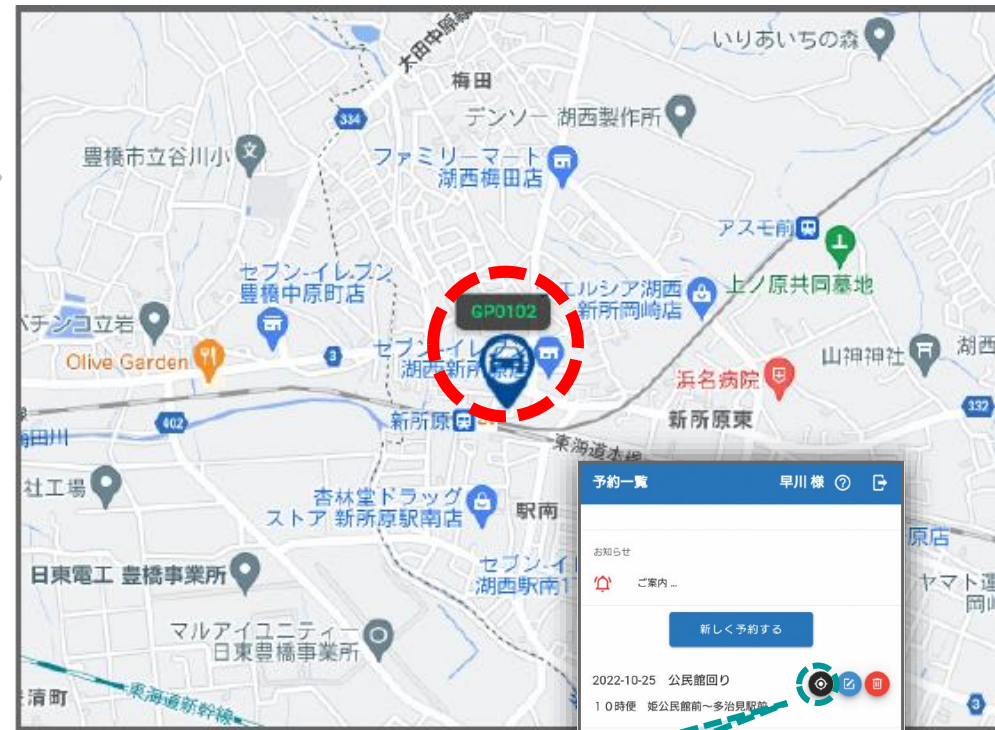 太田中原線
いりあいちの森
梅田
334
デンソー 湖西製作所
豊橋市立谷川小
ファミリーマート
湖西梅田店
アスモ前
上ノ原共同墓地
セブン-イレブン
豊橋中原町店
エルシア湖西
新所岡崎店
GP0102
パチンコ立岩
3
Olive Garden
セブン-イレ
湖西新所
山神神社
湖西
浜名病院
332
402
新所原
新所原東
梅田川
東海道本線
社工場
杏林堂ドラッグ
ストア 新所原駅南店
駅南
原店
セブン-イ
湖西駅南1
日東電工 豊橋事業所
ヤマト運
岡崎
マルアイユニティー
日東豊橋事業所
清町
東海道新幹線
3
予約一覧 早川 様
お知らせ
ご案内 ...
新しく予約する
2022-10-25 公民館回り
10時便 姫公民館前～多治見駅前